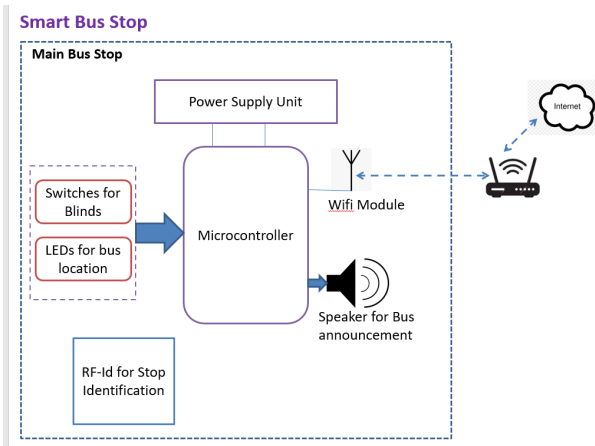 Smart Bus Stop
Main Bus Stop
Power Supply Unit
Internet
Switches for
Blinds
LEDs for bus
location
Microcontroller
Wifi Module
Speaker for Bus
announcement
RF-Id for Stop
Identification